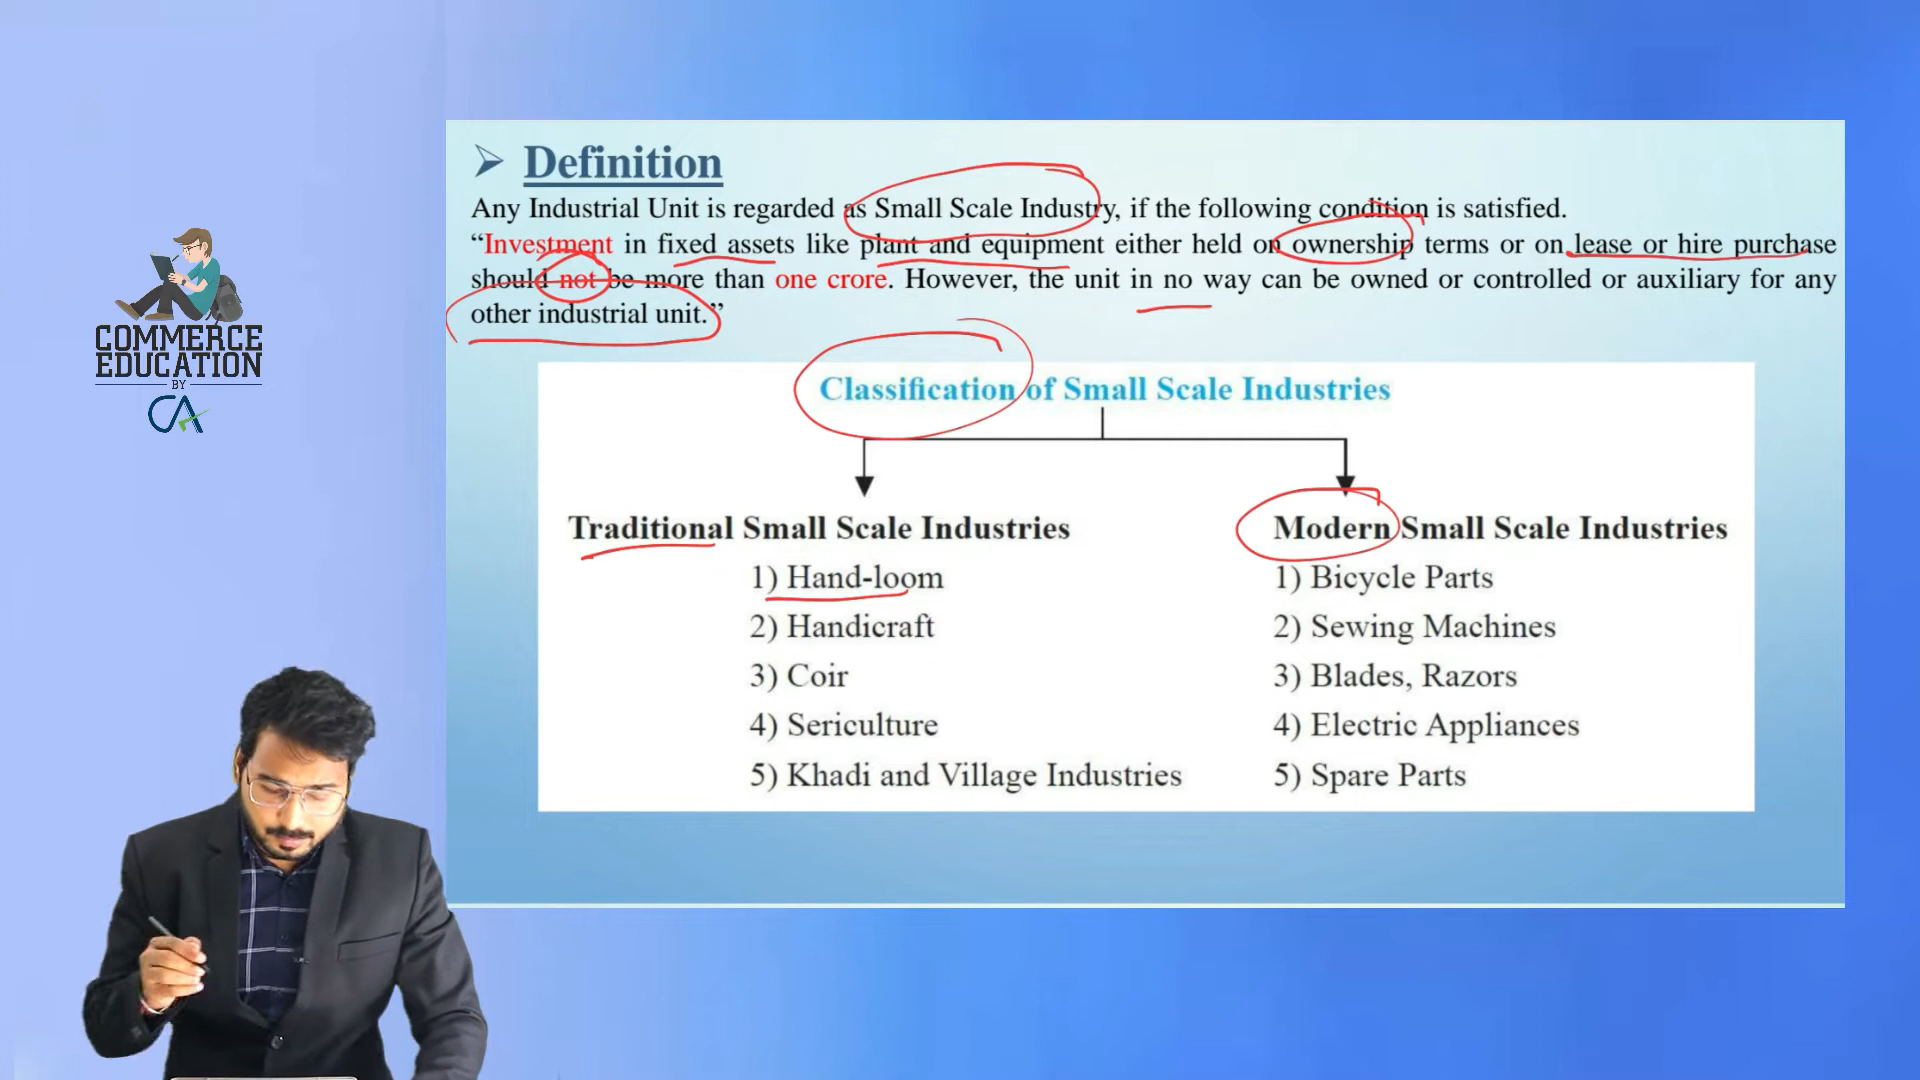 COMMERCE
EDUCATION
BY
CA
Definition
Any Industrial Unit is regarded as Small Scale Industry, if the following condition is satisfied.
“Investment in fixed assets like plant and equipment either held on ownership terms or on lease or hire purchase
should not be more than one crore. However, the unit in no way can be owned or controlled or auxiliary for any
other industrial unit.”
Classification of Small Scale Industries
Traditional Small Scale Industries
1) Hand-loom
2) Handicraft
3) Coir
4) Sericulture
5) Khadi and Village Industries
Modern Small Scale Industries
1) Bicycle Parts
2) Sewing Machines
3) Blades, Razors
4) Electric Appliances
5) Spare Parts